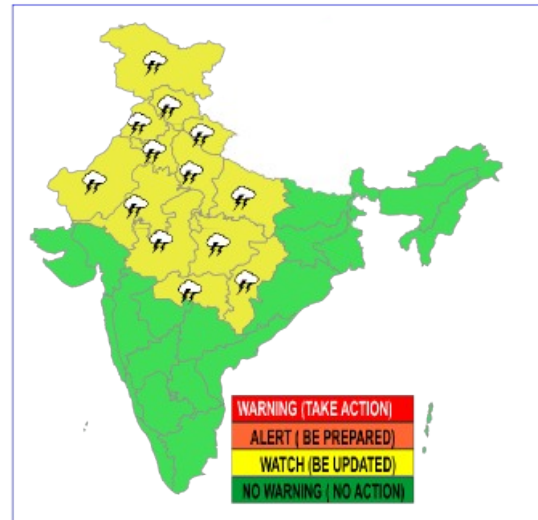 WARNING (TAKE ACTION)
ALERT ( BE PREPARED)
WATCH (BE UPDATED)
NO WARNING ( NO ACTION)